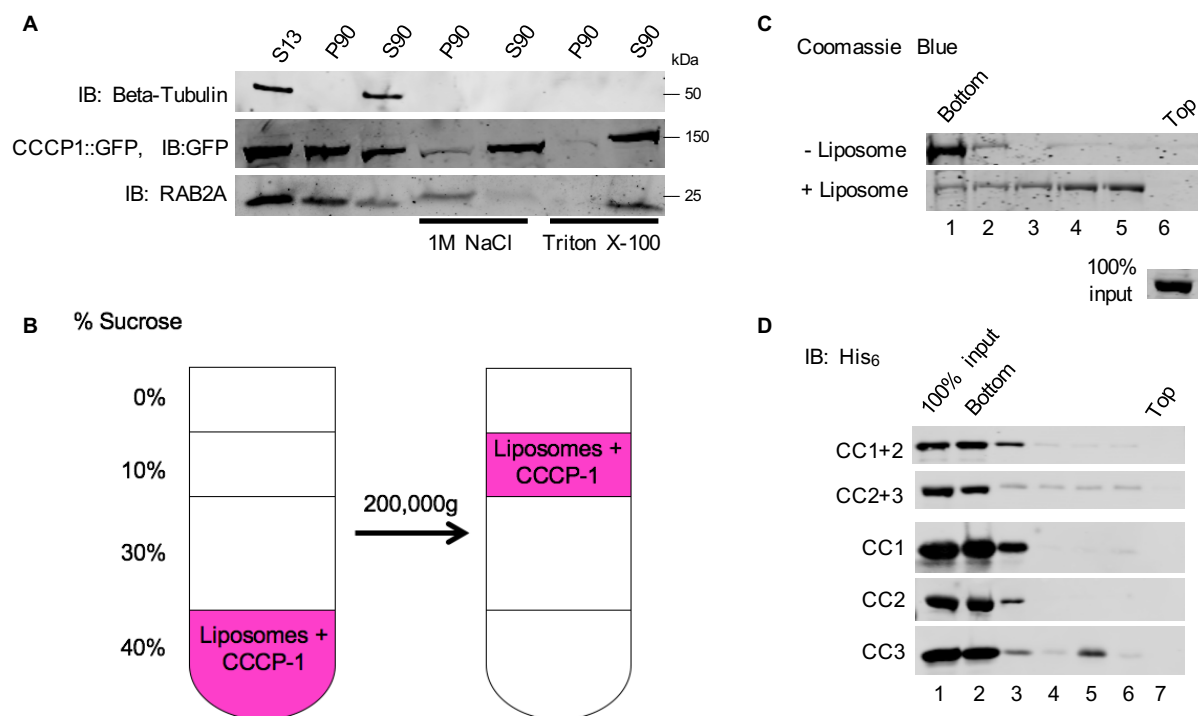 A
S13 P90 S90 P90 S90 P90 S90
kDa
IB: Beta-Tubulin
50
CCCP1::GFP, IB:GFP
150
IB: RAB2A
25
1M NaCl Triton X-100
B
% Sucrose
0%
10%
30%
40%
Liposomes +
CCCP-1
200,000g
Liposomes +
CCCP-1
C
Coomassie Blue
Bottom Top
- Liposome
+ Liposome
1 2 3 4 5 6
100%
input
D
IB: His6
100% input Bottom Top
CC1+2
CC2+3
CC1
CC2
CC3
1 2 3 4 5 6 7